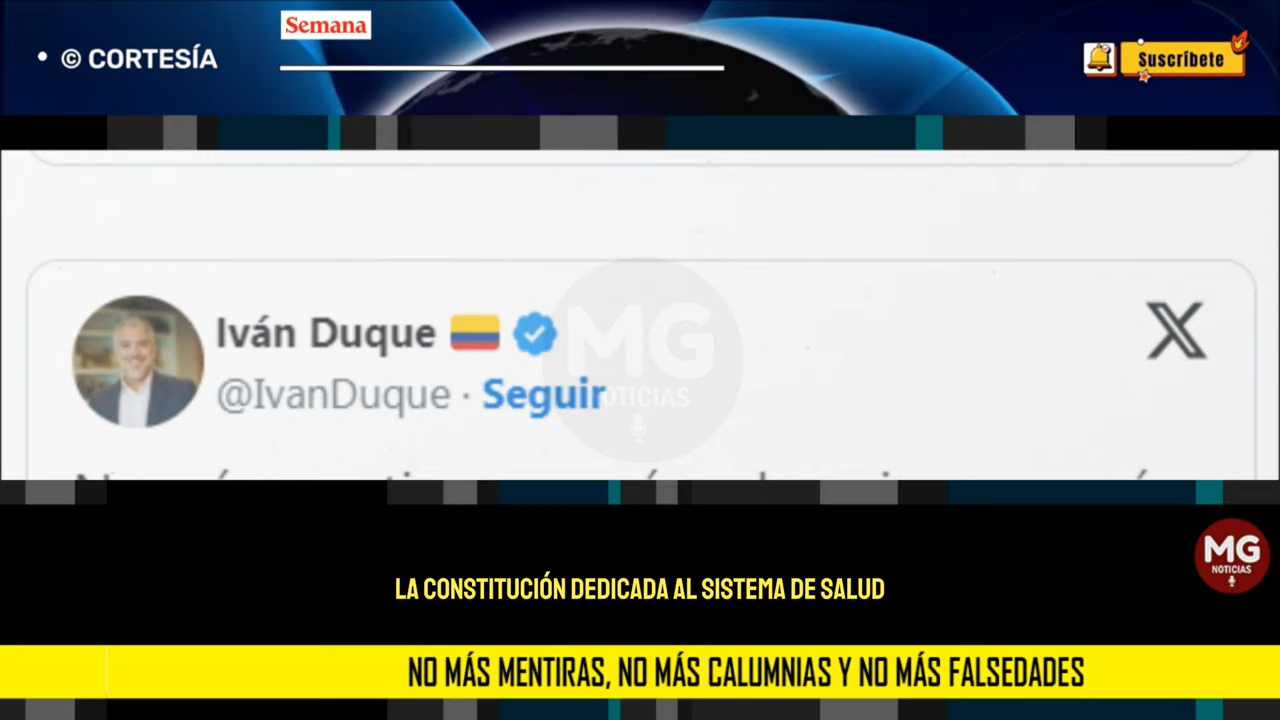 Semana
• © CORTESÍA
Suscríbete
Iván Duque
@IvanDuque · Seguir
MG
NOTICIAS
LA CONSTITUCIÓN DEDICADA AL SISTEMA DE SALUD
MG
NOTICIAS
NO MÁS MENTIRAS, NO MÁS CALUMNIAS Y NO MÁS FALSEDADES